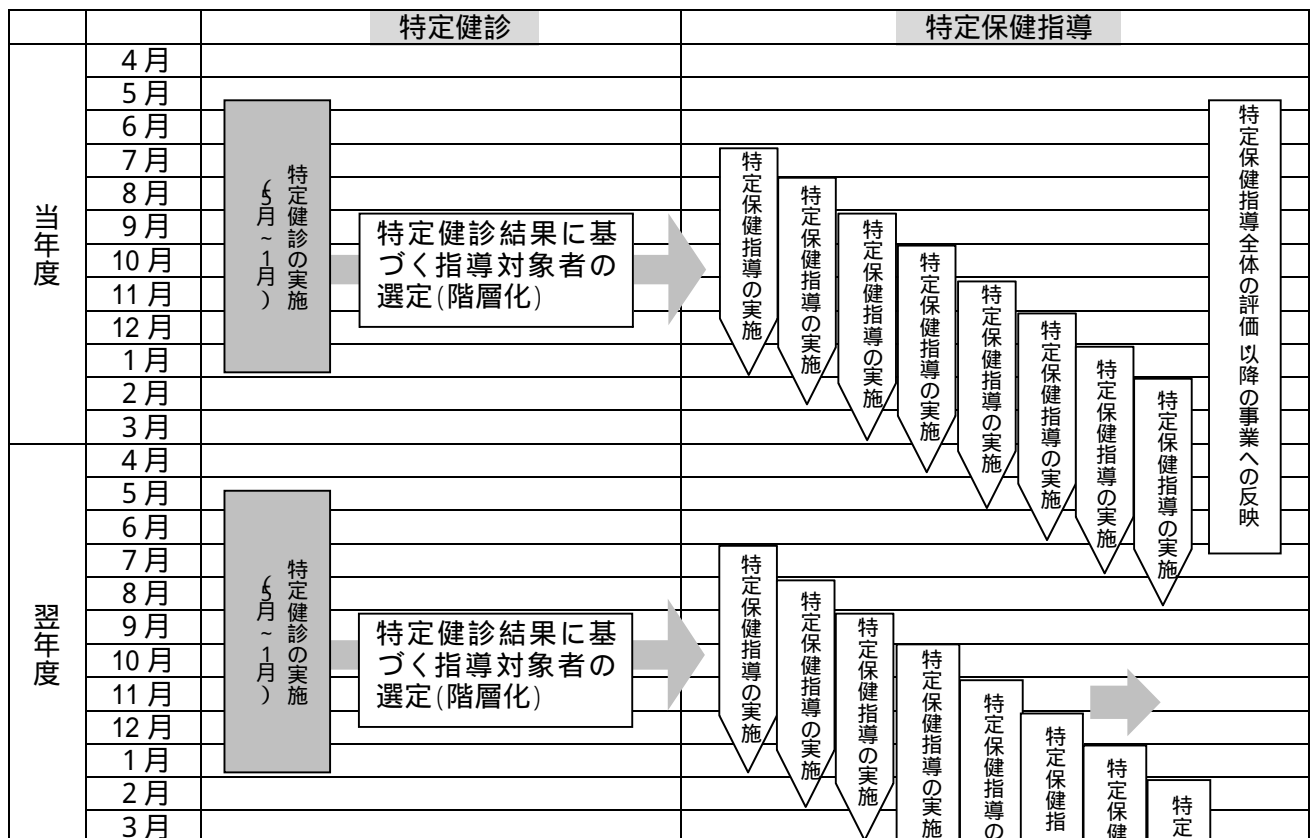 特定健診
特定保健指導
当年度
4月
5月
6月
7月
8月
9月
10月
11月
12月
1月
2月
3月
特定健診の実施
(5月~1月)
特定健診結果に基
づく指導対象者の
選定(階層化)
特定保健指導の実施
特定保健指導の実施
特定保健指導の実施
特定保健指導の実施
特定保健指導の実施
特定保健指導の実施
特定保健指導の実施
特定保健指導の実施
特定保健指導全体の評価 以降の事業への反映
翌年度
4月
5月
6月
7月
8月
9月
10月
11月
12月
1月
2月
3月
特定健診の実施
(5月~1月)
特定健診結果に基
づく指導対象者の
選定(階層化)
特定保健指導の実施
特定保健指導の実施
特定保健指導の実施
特定保健指導の実施
特定保健指導の
特定保健指
特定保健
特定